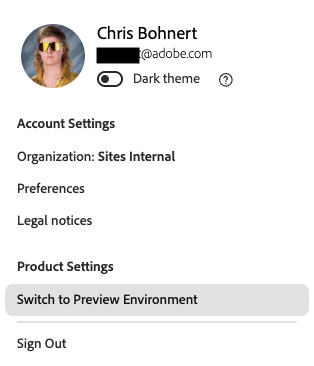 Chris Bohnert
@adobe.com
Dark theme ?
Account Settings
Organization: Sites Internal
Preferences
Legal notices
Product Settings
Switch to Preview Environment
Sign Out